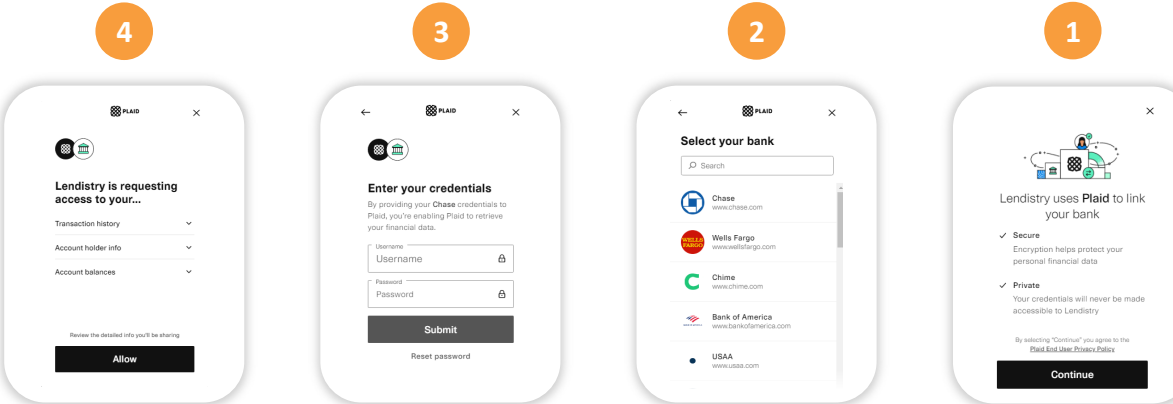 4
PLAID
Lendistry is requesting
access to your...
Transaction history
Account holder info
Account balances
Review the detailed info you'll be sharing
Allow
3
PLAID
Enter your credentials
By providing your Chase credentials to
Plaid, you're enabling Plaid to retrieve
your financial data.
Username
Username
Password
Password
Submit
Reset password
2
PLAID
Select your bank
Search
Chase
www.chase.com
WELLS
FARGO
Wells Fargo
www.wellsfargo.com
Chime
www.chime.com
Bank of America
www.bankofamerica.com
USAA
www.usaa.com
1
Lendistry uses Plaid to link
your bank
Secure
Encryption helps protect your
personal financial data
Private
Your credentials will never be made
accessible to Lendistry
By selecting "Continue" you agree to the
Plaid End User Privacy Policy
Continue